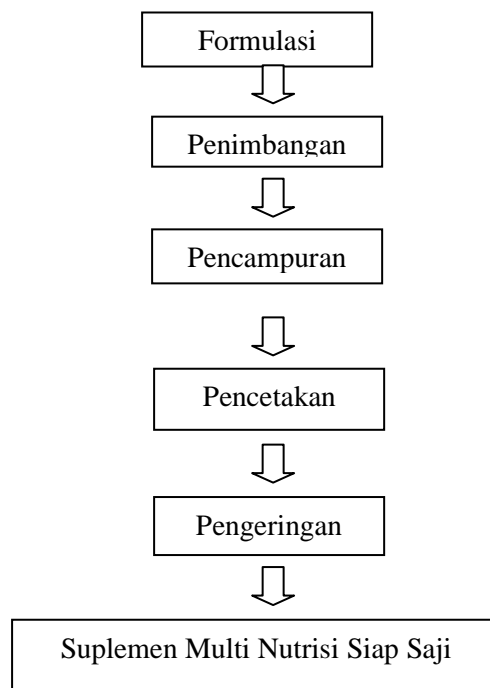 Formulasi
Penimbangan
Pencampuran
Pencetakan
Pengeringan
Suplemen Multi Nutrisi Siap Saji